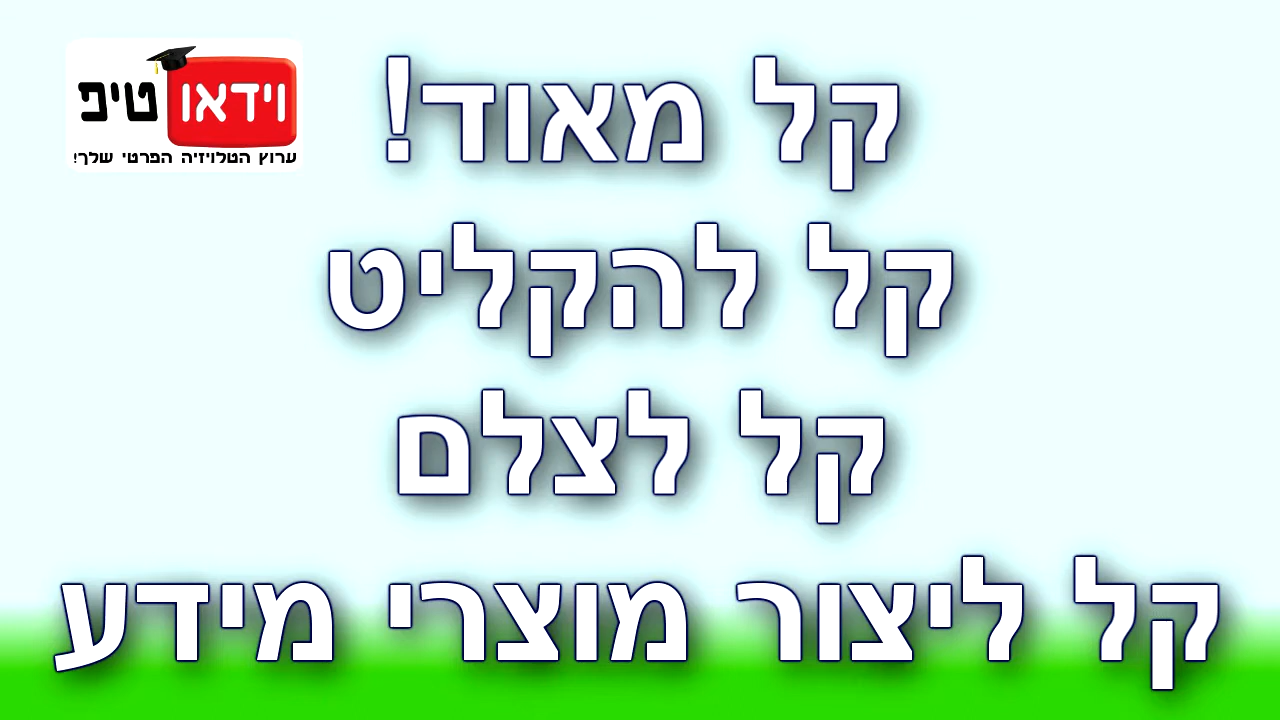 וידאו טיפ
ערוץ הטלויזיה הפרטי שלך!
קל מאוד!
קל להקליט
קל לצלם
קל ליצור מוצרי מידע